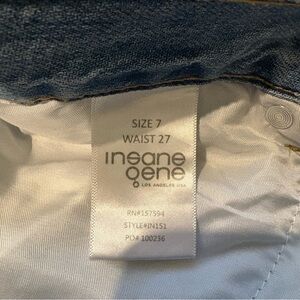 SIZE 7
WAIST 27
INSANE
gene
LOS ANGELES USA
RN#157594
STYLE#IN151
PO# 100236